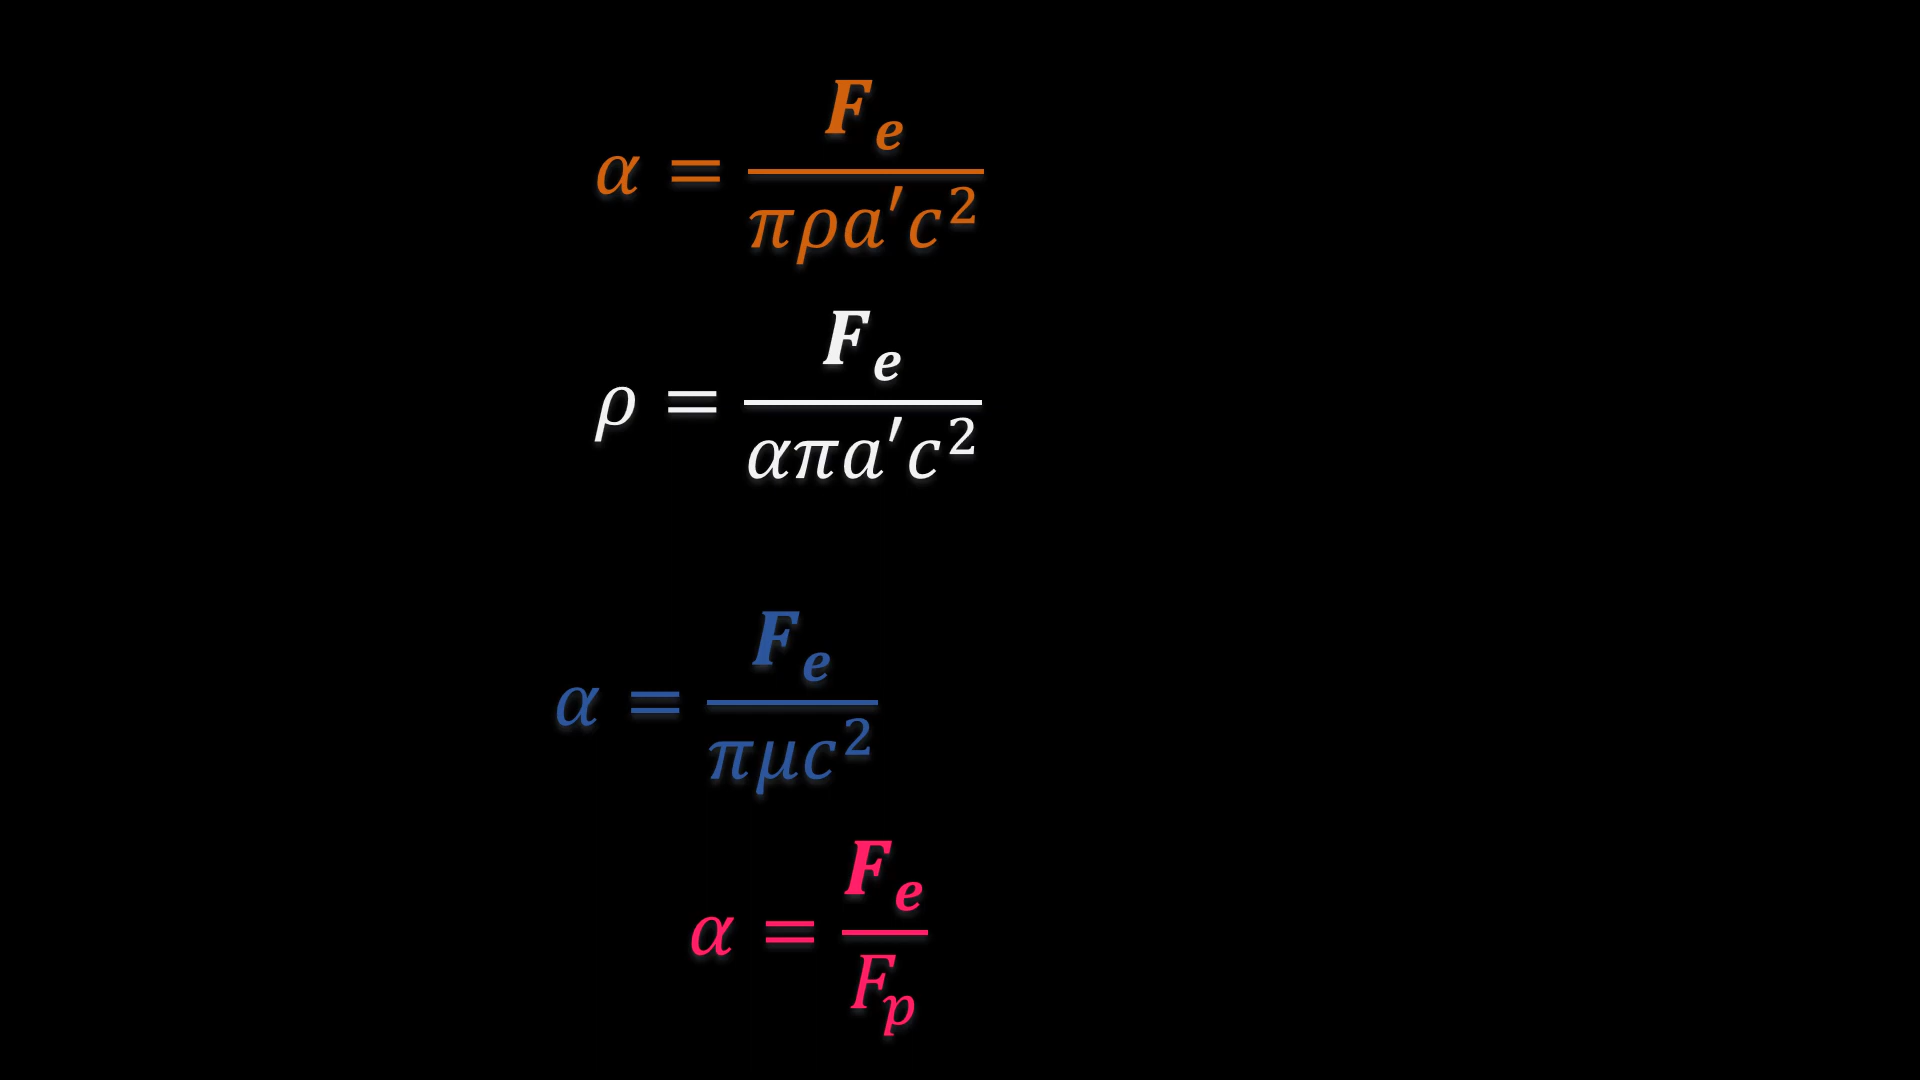 α = F_e / πρa′c²
ρ = F_e / απa′c²
α = F_e / πμc²
α = F_e / F_p